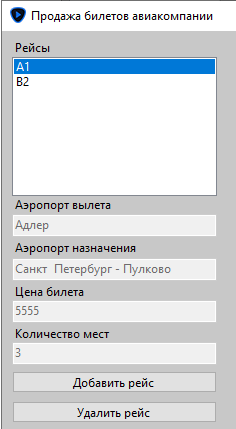 Продажа билетов авиакомпании
Рейсы
A1
B2
Аэропорт вылета
Адлер
Аэропорт назначения
Санкт  Петербург - Пулково
Цена билета
5555
Количество мест
3
Добавить рейс
Удалить рейс